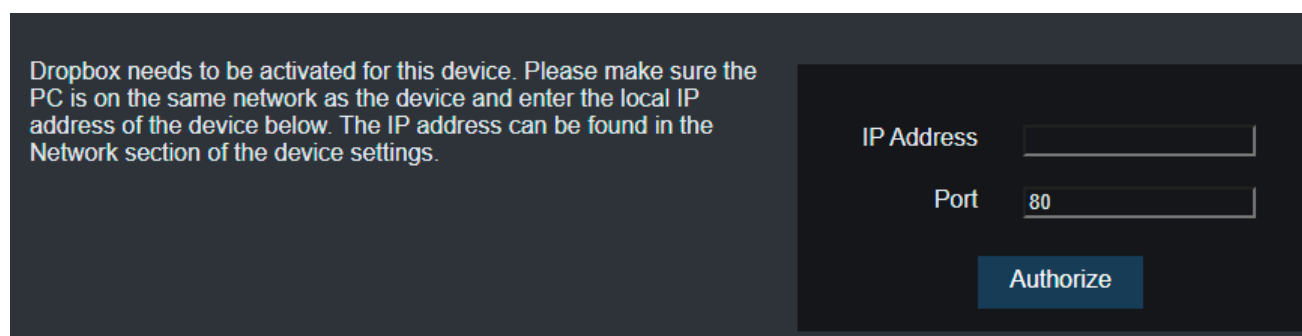 Dropbox needs to be activated for this device. Please make sure the
PC is on the same network as the device and enter the local IP
address of the device below. The IP address can be found in the
Network section of the device settings.
IP Address
Port
80
Authorize